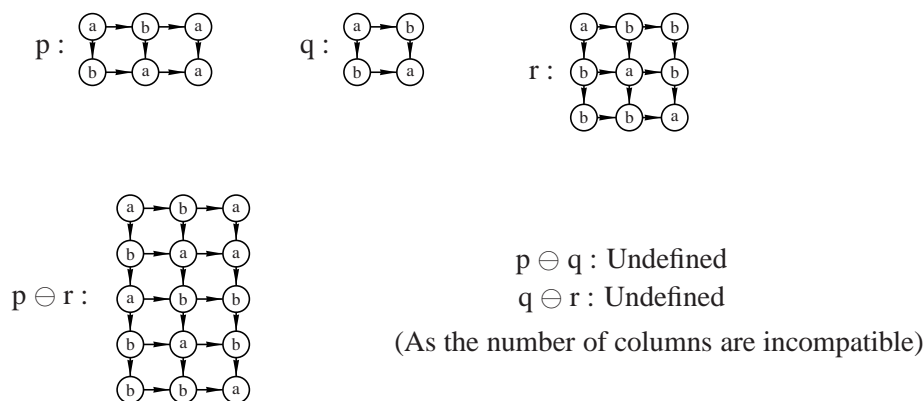 p : a b a
b a a
q : a b
b a
r : a b b
b a b
b b a
p ⊖ r : a b a
b a a
a b b
b a b
b b a
p ⊖ q : Undefined
q ⊖ r : Undefined
(As the number of columns are incompatible)